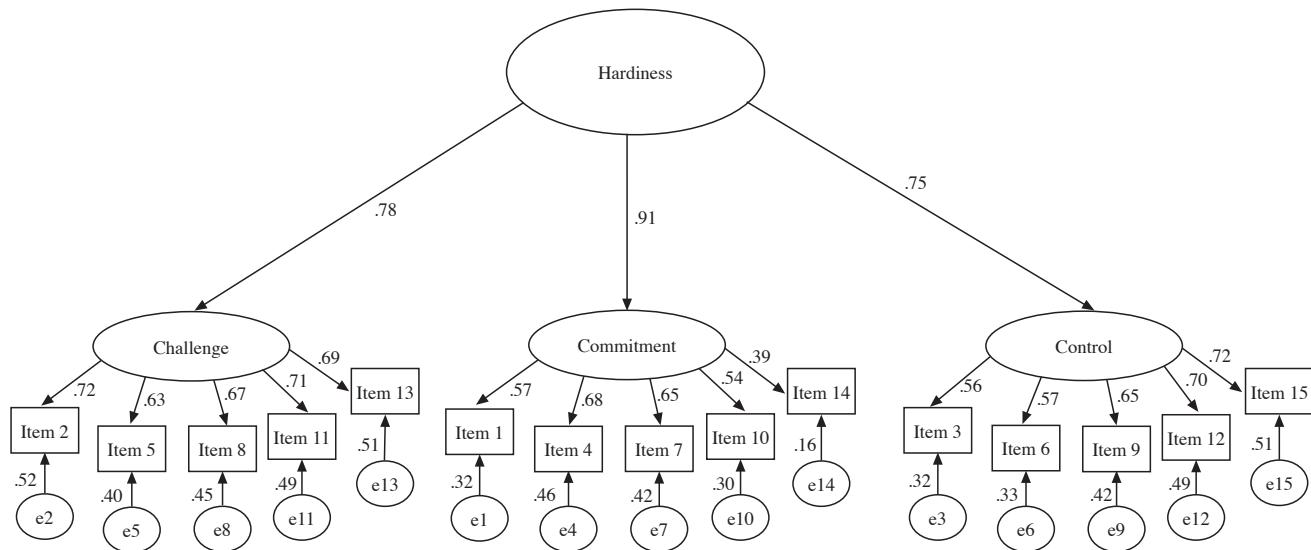 Hardiness
.78
.91
.75
Challenge
Commitment
Control
.72
.63
.67
.71
.69
.57
.68
.65
.54
.39
.56
.57
.65
.70
.72
Item 2
Item 5
Item 8
Item 11
Item 13
Item 1
Item 4
Item 7
Item 10
Item 14
Item 3
Item 6
Item 9
Item 12
Item 15
.52
.40
.45
.49
.51
.32
.46
.42
.30
.16
.32
.33
.42
.49
.51
e2
e5
e8
e11
e13
e1
e4
e7
e10
e14
e3
e6
e9
e12
e15